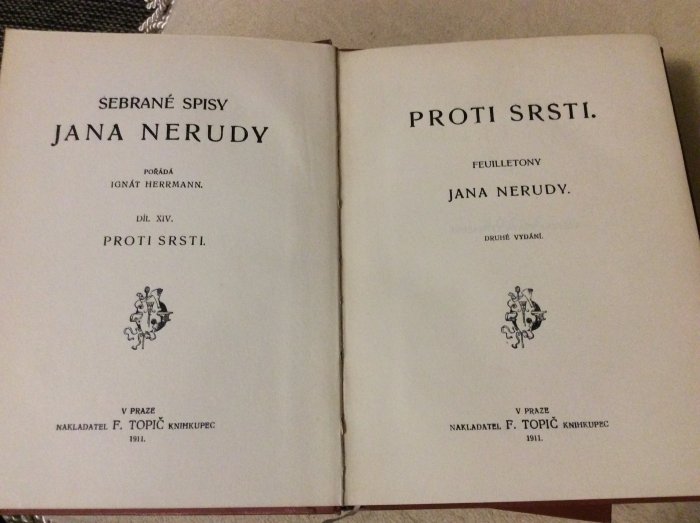 SEBRANÉ SPISY
JANA NERUDY
POŘÁDÁ
IGNÁT HERRMANN.
DÍL XIV.
PROTI SRSTI.
V PRAZE
NAKLADATEL F. TOPIČ KNIHKUPEC
1911.
PROTI SRSTI.
FEUILLETONY
JANA NERUDY.
DRUHÉ VYDÁNÍ.
V PRAZE
NAKLADATEL F. TOPIČ KNIHKUPEC
1911.